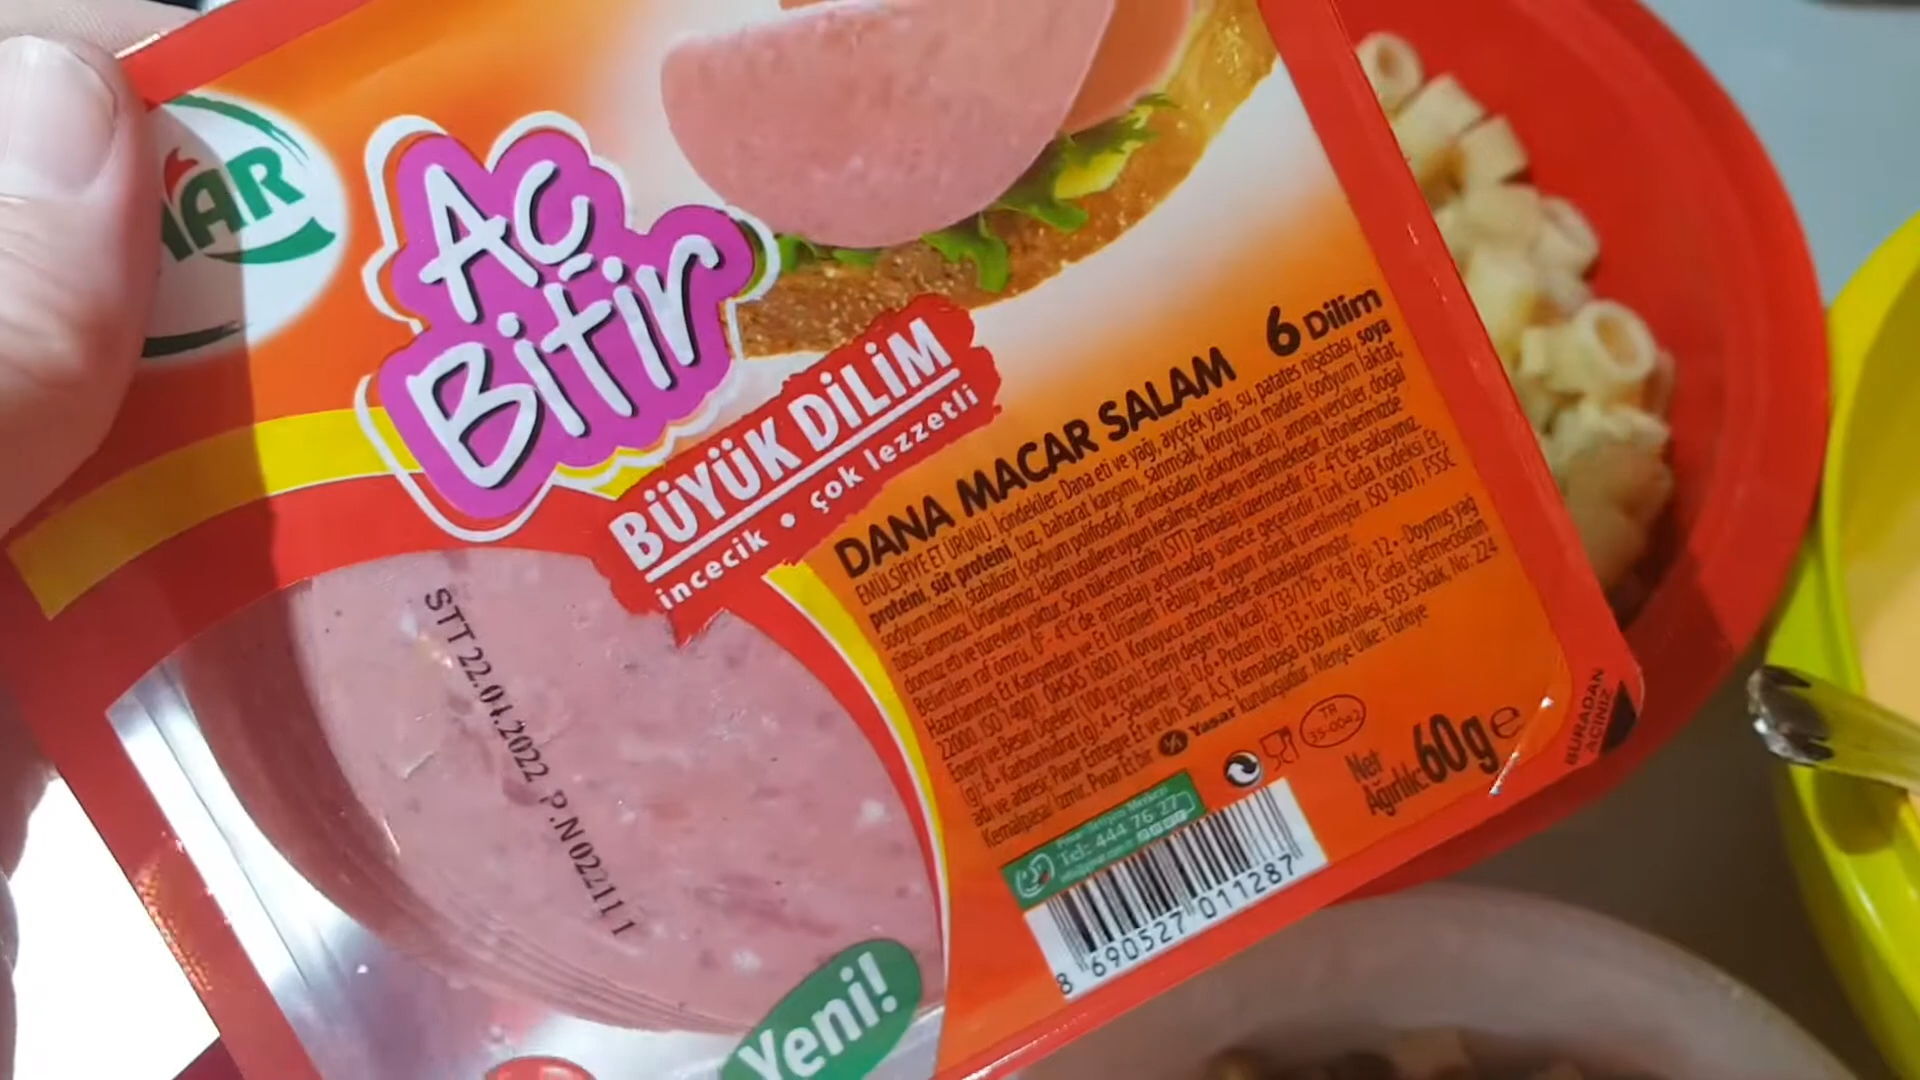 NAR
Aç
Bitir
BÜYÜK DİLİM
incecik • çok lezzetli
DANA MACAR SALAM 6 Dilim
EMÜLSİFİYE ET ÜRÜNÜ İçindekiler: Dana eti ve yağı, ayçiçek yağı, su, patates nişastası, soya
proteini, süt proteini, tuz, baharat karışımı, sarımsak, koruyucu madde (sodyum laktat,
sodyum nitrit), stabilizör (sodyum polifosfat), antioksidan (askorbik asit), aroma vericiler, doğal
sisi aroması. Ürünlerimiz, İslami usullere uygun kesilmiş etlerden üretilmektedir. Ürünlerimizde
domuz eti ve türevleri yoktur. Son tüketim tarihi (STT) ambalaj üzerindedir. 0°- 4°C'de saklayınız.
Belirtilen raf ömrü, 0°- 4°C'de ambalajı açılmadığı sürece geçerlidir. Türk Gıda Kodeksi Et,
Hazırlanmış Et Karışımları ve Et Ürünleri Tebliği'ne uygun olarak üretilmiştir. ISO 9001, FSSC
22000 ISO 14001, OHSAS 18001. Koruyucu atmosferde ambalajlanmıştır.
Enerji ve Besin Ögeleri (100 g için): Enerji değeri (kj/kcal): 733/176 • Yağ (g): 12 • Doymuş yağ
(g): 6 • Karbonhidrat (g): 4 • Şekerler (g): 0,6 • Protein (g): 13 • Tuz (g): 1,6 Gıda işletmecisinin
adı ve adresi: Pınar Entegre Et ve Un San. A.Ş. Kemalpaşa OSB Mahallesi, 503 Sokak, No: 224
Kemalpaşa/ İzmir. Pınar Et bir Yaşar kuruluşudur. Menşe Ülke: Türkiye
TR
35-0042
Tel: 444 76 27
Net
Ağırlık: 60g e
BURADAN
AÇINIZ
8 690527 011287
STT 22.04.2022 P.N022111 1
Yeni!